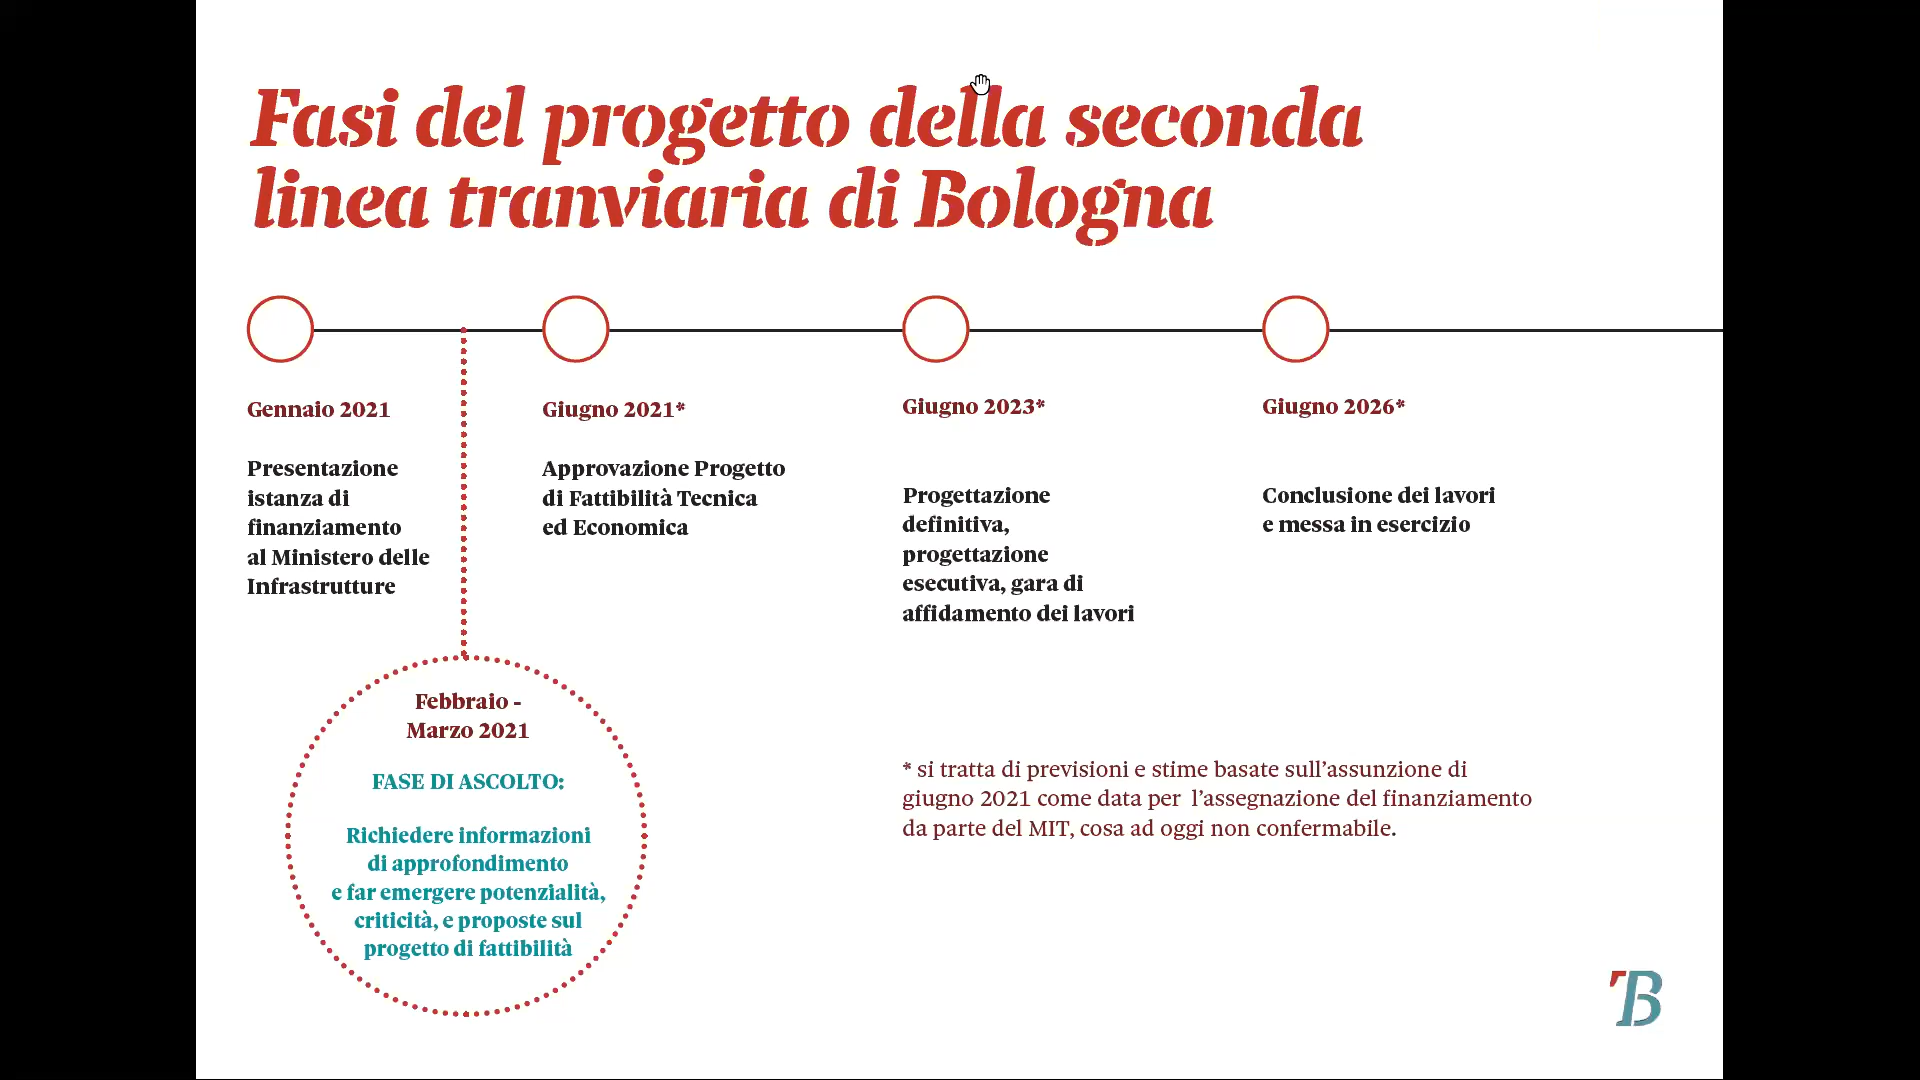 Fasi del progetto della seconda
linea tranviaria di Bologna
Gennaio 2021
Presentazione
istanza di
finanziamento
al Ministero delle
Infrastrutture
Febbraio -
Marzo 2021
FASE DI ASCOLTO:
Richiedere informazioni
di approfondimento
e far emergere potenzialità,
criticità, e proposte sul
progetto di fattibilità
Giugno 2021*
Approvazione Progetto
di Fattibilità Tecnica
ed Economica
Giugno 2023*
Progettazione
definitiva,
progettazione
esecutiva, gara di
affidamento dei lavori
Giugno 2026*
Conclusione dei lavori
e messa in esercizio
* si tratta di previsioni e stime basate sull’assunzione di
giugno 2021 come data per l’assegnazione del finanziamento
da parte del MIT, cosa ad oggi non confermabile.
TB